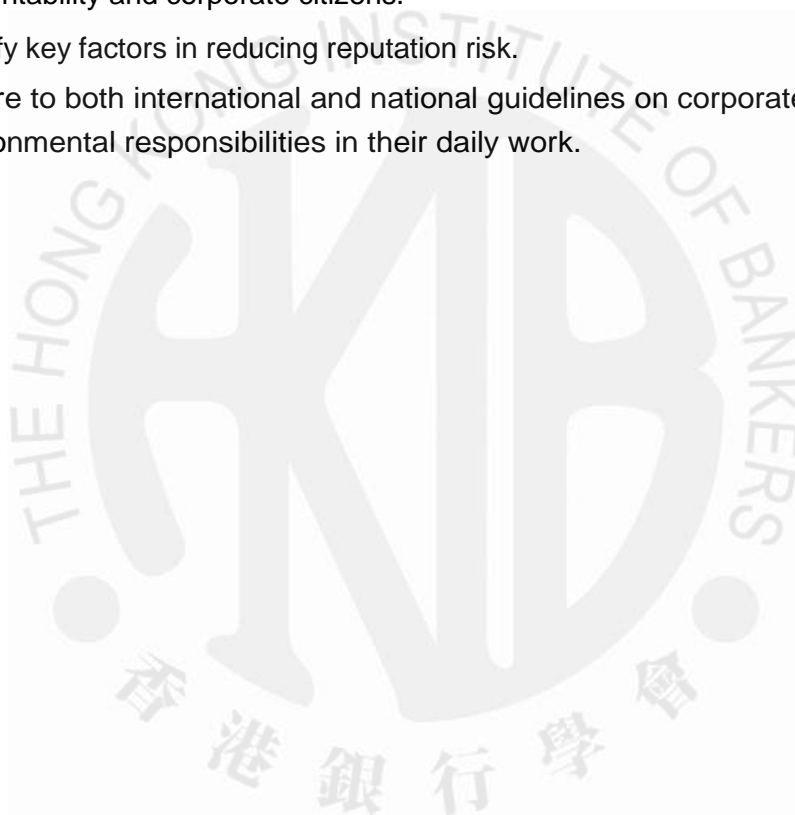 ntability and corporate citizens.
fy key factors in reducing reputation risk.
re to both international and national guidelines on corporate
onmental responsibilities in their daily work.
THE HONG KONG INSTITUTE OF BANKERS
HKIB
香港銀行學會